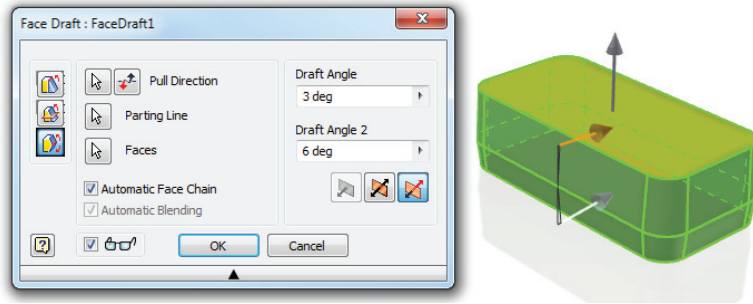 Face Draft : FaceDraft1
Pull Direction
Parting Line
Faces
Automatic Face Chain
Automatic Blending
Draft Angle
3 deg
Draft Angle 2
6 deg
OK
Cancel